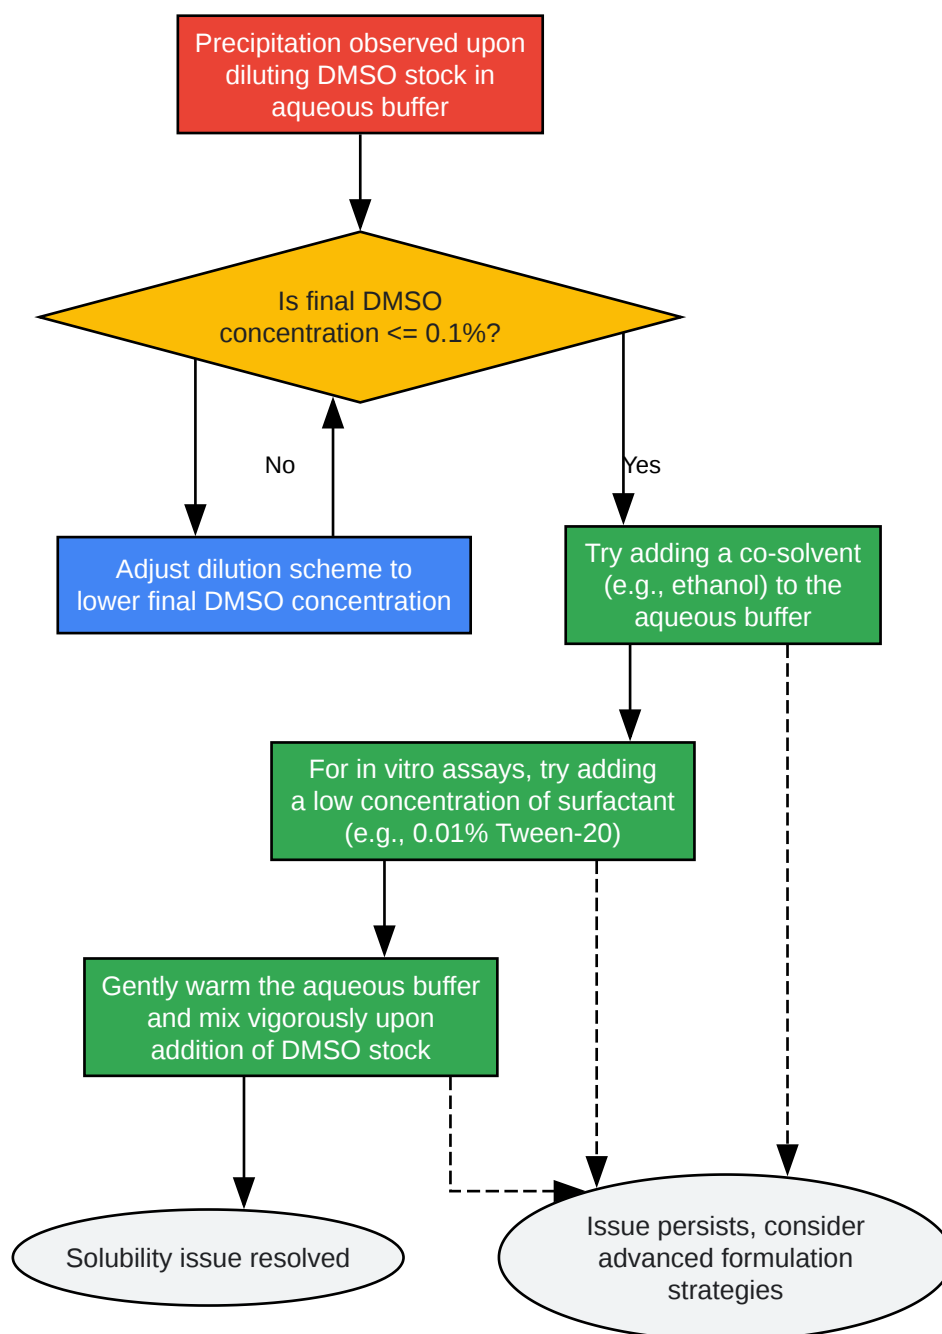 Precipitation observed upon
diluting DMSO stock in
aqueous buffer
Is final DMSO
concentration <= 0.1%?
No
Yes
Adjust dilution scheme to
lower final DMSO concentration
Try adding a co-solvent
(e.g., ethanol) to the
aqueous buffer
For in vitro assays, try adding
a low concentration of surfactant
(e.g., 0.01% Tween-20)
Gently warm the aqueous buffer
and mix vigorously upon
addition of DMSO stock
Solubility issue resolved
Issue persists, consider
advanced formulation
strategies